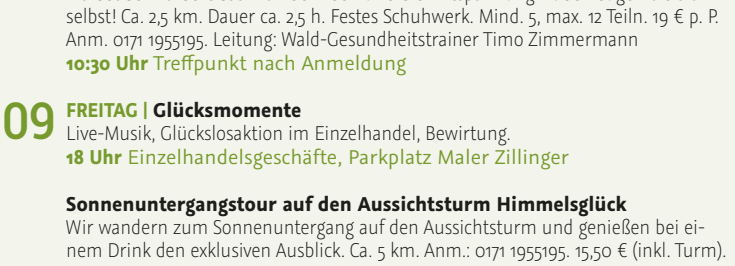 selbst! Ca. 2,5 km. Dauer ca. 2,5 h. Festes Schuhwerk. Mind. 5, max. 12 Teiln. 19 € p. P.
Anm. 0171 1955195. Leitung: Wald-Gesundheitstrainer Timo Zimmermann
10:30 Uhr Treffpunkt nach Anmeldung
09 FREITAG | Glücksmomente
Live-Musik, Glückslosaktion im Einzelhandel, Bewirtung.
18 Uhr Einzelhandelsgeschäfte, Parkplatz Maler Zillinger
Sonnenuntergangstour auf den Aussichtsturm Himmelsglück
Wir wandern zum Sonnenuntergang auf den Aussichtsturm und genießen bei ei-
nem Drink den exklusiven Ausblick. Ca. 5 km. Anm.: 0171 1955195. 15,50 € (inkl. Turm).